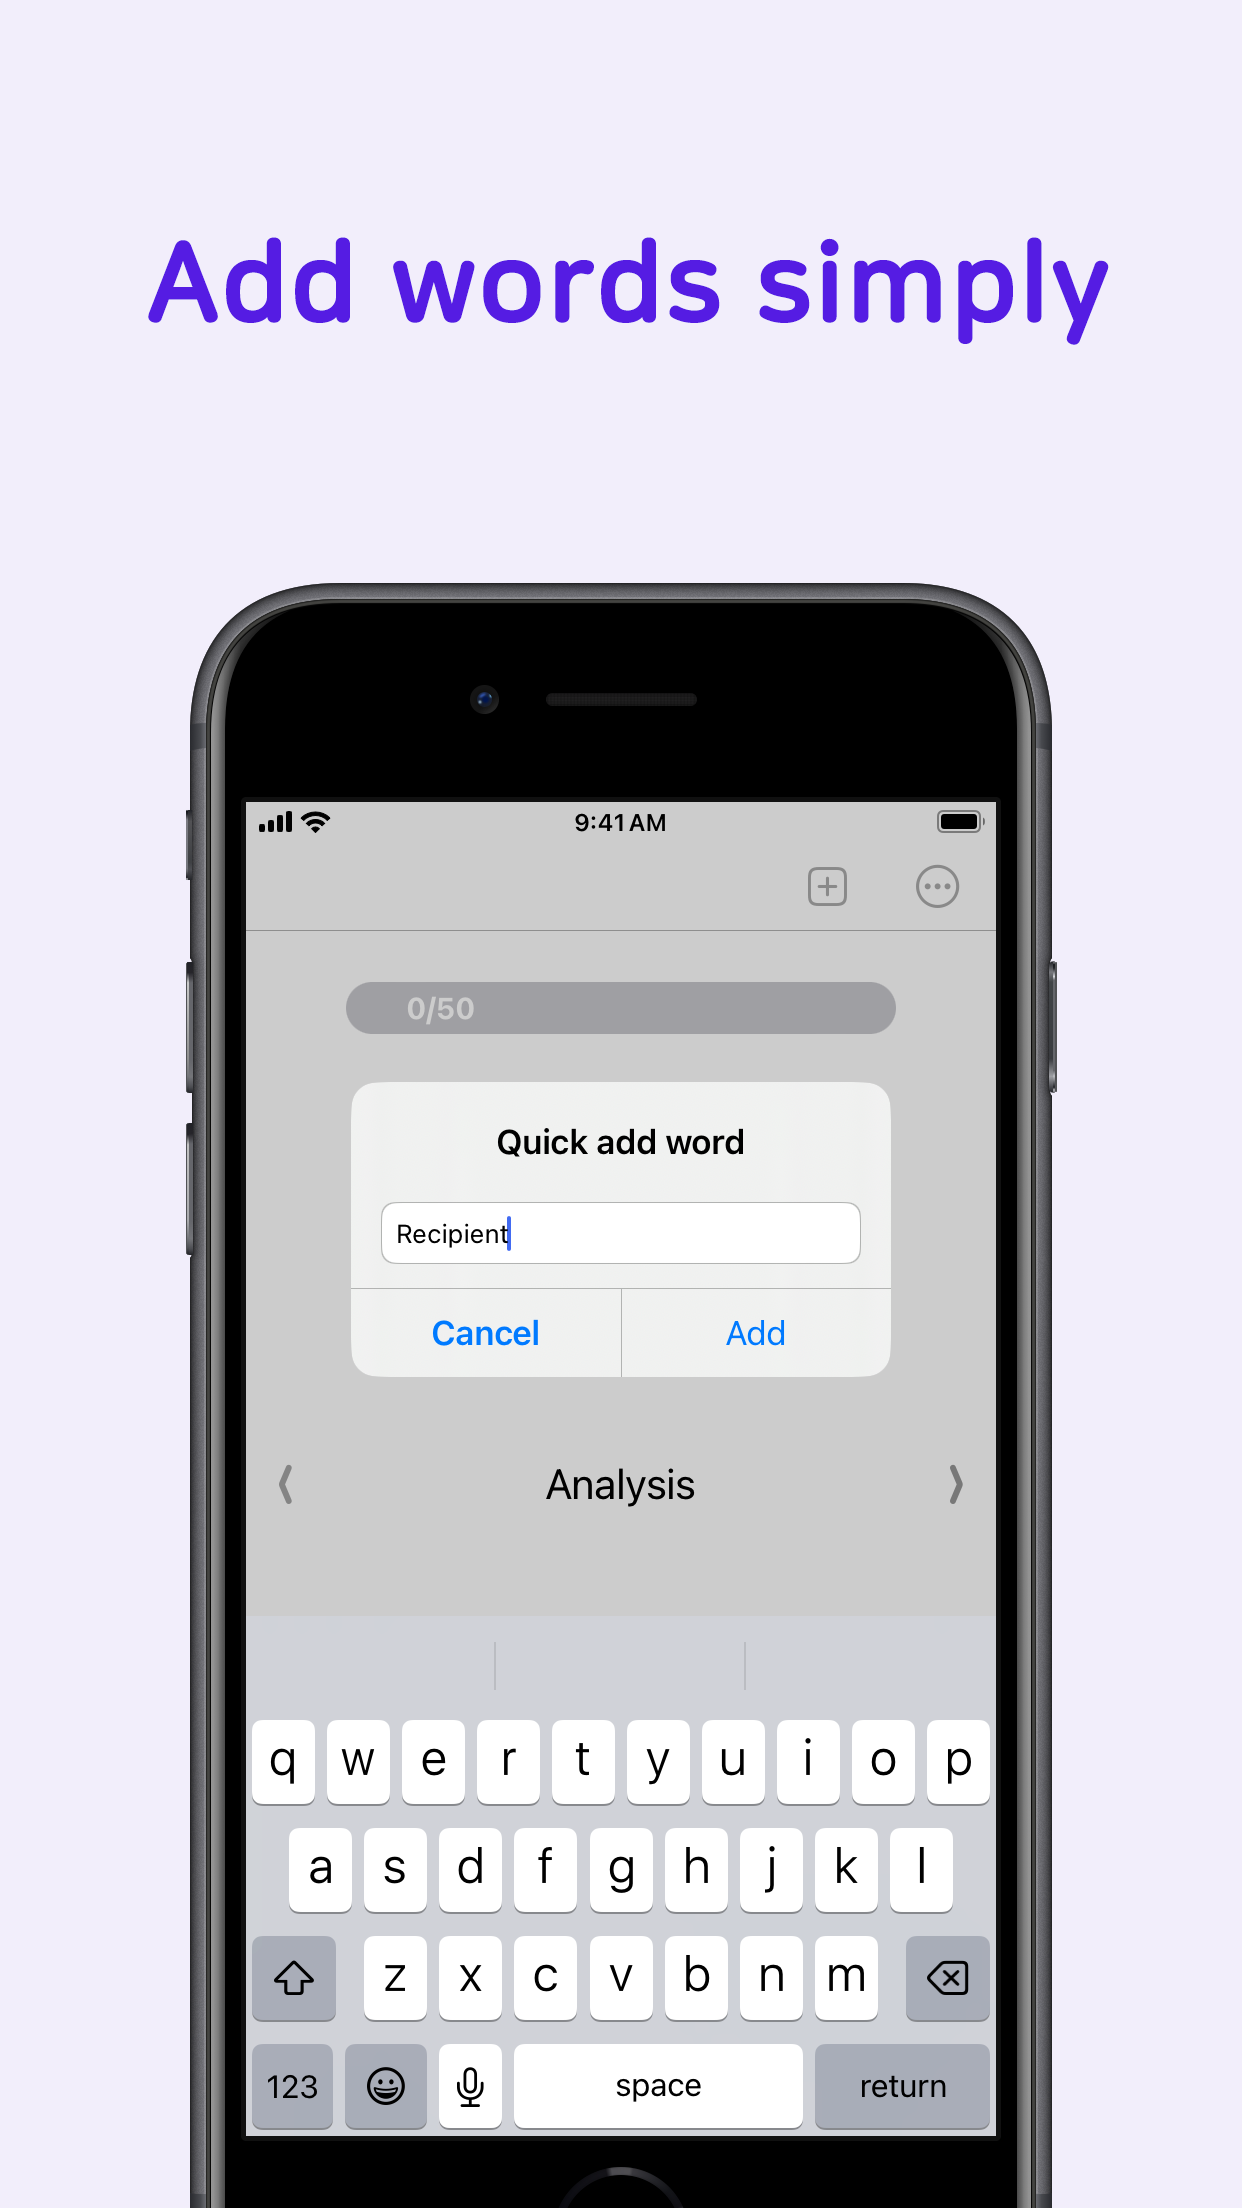 Add words simply
9:41 AM
0/50
Quick add word
Recipient
Cancel Add
Analysis
q w e r t y u i o p
a s d f g h j k l
z x c v b n m
123 space return